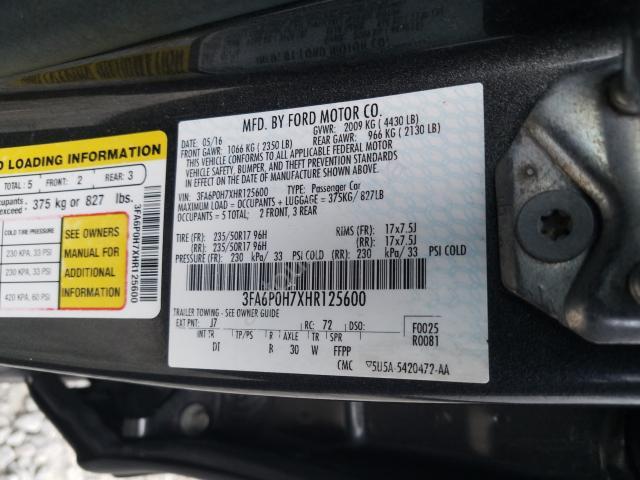 LOADING INFORMATION
TOTAL: 5 FRONT: 2 REAR: 3
375 kg or 827 lbs.
COLD TIRE PRESSURE
230 KPA, 33 PSI
230 KPA, 33 PSI
420 KPA, 60 PSI
SEE OWNERS
MANUAL FOR
ADDITIONAL
INFORMATION
3FA6P0H7XHR125600
MFD. BY FORD MOTOR CO.
05/16 GVWR: 2009 KG ( 4430 LB)
FRONT GAWR: 1066 KG ( 2350 LB) REAR GAWR: 966 KG ( 2130 LB)
THIS VEHICLE CONFORMS TO ALL APPLICABLE FEDERAL MOTOR
VEHICLE SAFETY, BUMPER, AND THEFT PREVENTION STANDARDS
IN EFFECT ON THE DATE OF MANUFACTURE SHOWN ABOVE.
VIN: 3FA6P0H7XHR125600 TYPE: Passenger Car
MAXIMUM LOAD = OCCUPANTS + LUGGAGE = 375KG/ 827LB
OCCUPANTS = 5 TOTAL: 2 FRONT, 3 REAR
TIRE (FR): 235/50R17 96H RIMS (FR): 17x7.5J
(RR): 235/50R17 96H (RR): 17x7.5J
PRESSURE (FR): 230 kPa/ 33 PSI COLD (RR): 230 kPa/ 33 PSI COLD
3FA6P0H7XHR125600
TRAILER TOWING - SEE OWNER GUIDE
EXT PNT: J7 RC: 72 DSO: F0025
INT TR TP/PS R AXLE TR SPR R0081
DT B 30 W FFPP
CMC ▽5U5A-5420472-AA